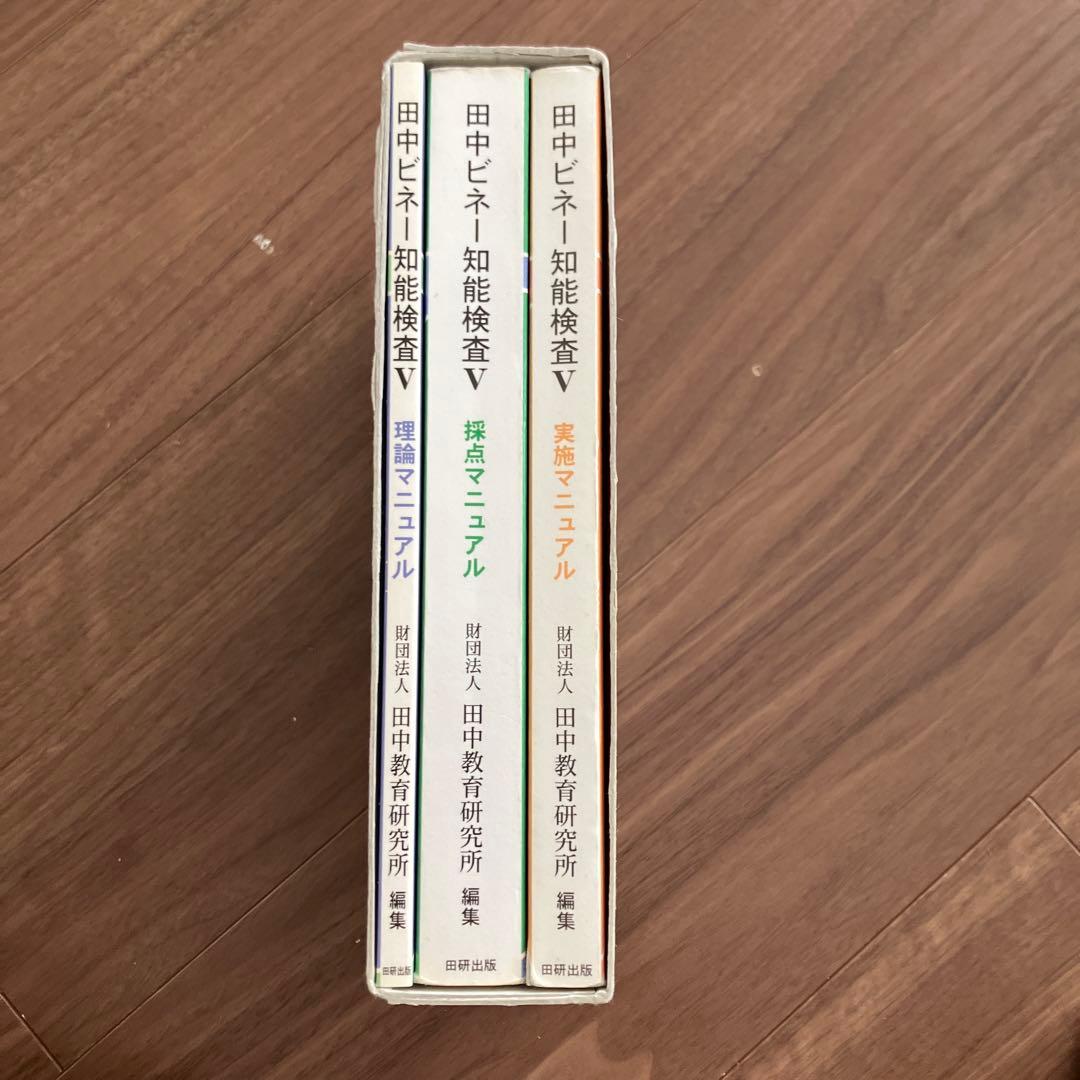 田中ビネー知能検査V 理論マニュアル 財団法人 田中教育研究所 編集
田研出版
田中ビネー知能検査V 採点マニュアル 財団法人 田中教育研究所 編集
田研出版
田中ビネー知能検査V 実施マニュアル 財団法人 田中教育研究所 編集
田研出版